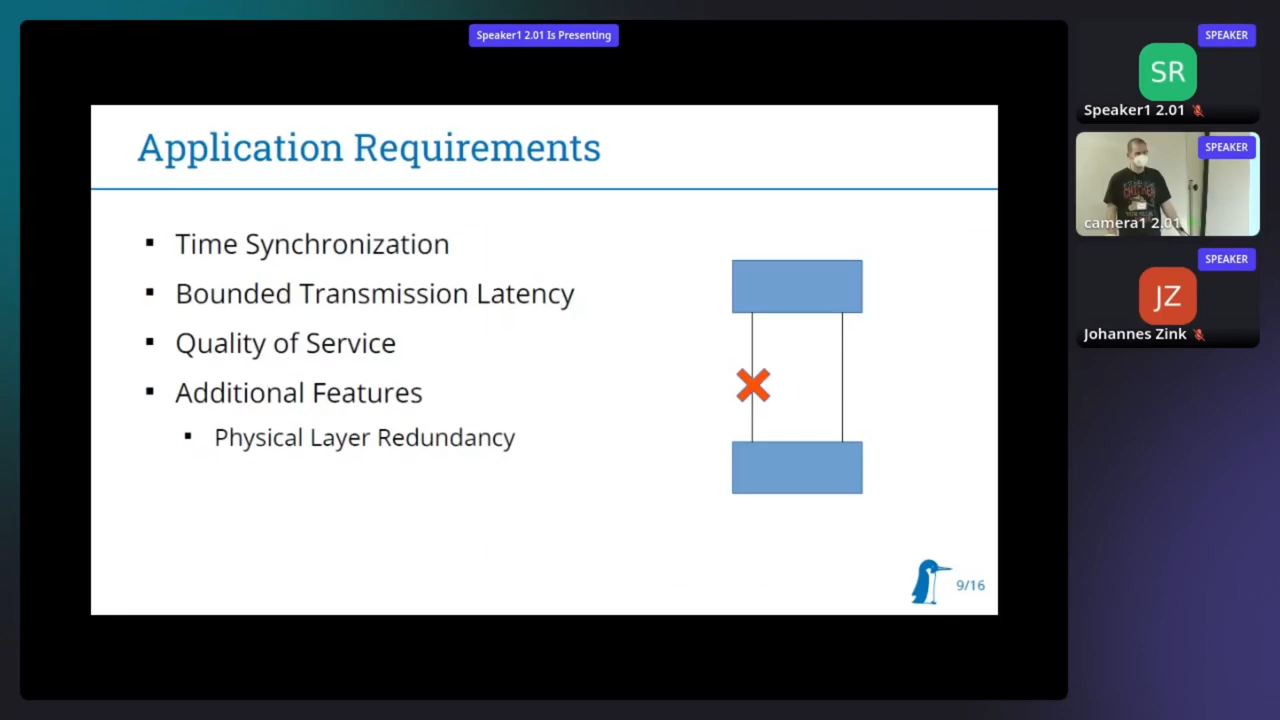 Speaker1 2.01 Is Presenting
Application Requirements
Time Synchronization
Bounded Transmission Latency
Quality of Service
Additional Features
Physical Layer Redundancy
9/16
SPEAKER
SR
Speaker1 2.01
SPEAKER
camera1 2.01
SPEAKER
JZ
Johannes Zink